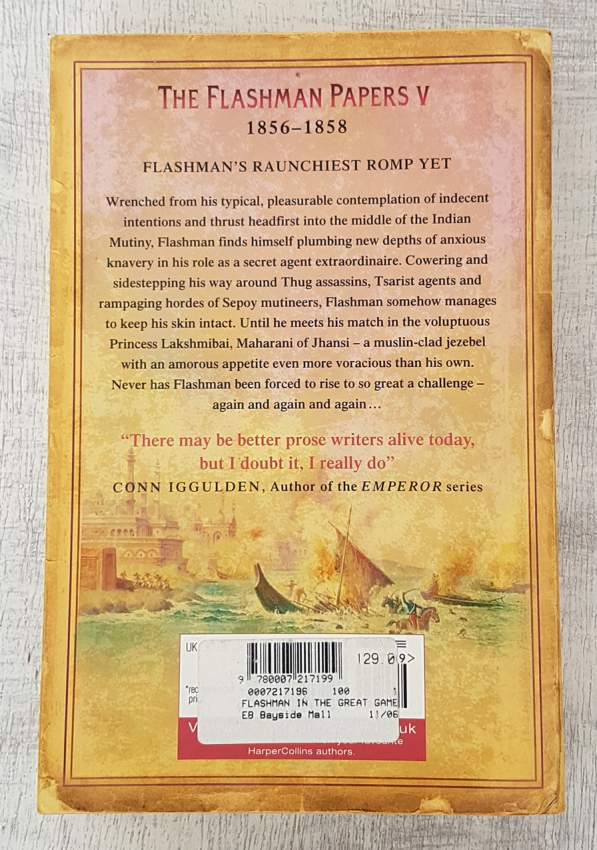 THE FLASHMAN PAPERS V
1856–1858
FLASHMAN'S RAUNCHIEST ROMP YET
Wrenched from his typical, pleasurable contemplation of indecent
intentions and thrust headfirst into the middle of the Indian
Mutiny, Flashman finds himself plumbing new depths of anxious
knavery in his role as a secret agent extraordinaire. Cowering and
sidestepping his way around Thug assassins, Tsarist agents and
rampaging hordes of Sepoy mutineers, Flashman somehow manages
to keep his skin intact. Until he meets his match in the voluptuous
Princess Lakshmibai, Maharani of Jhansi – a muslin-clad jezebel
with an amorous appetite even more voracious than his own.
Never has Flashman been forced to rise to so great a challenge –
again and again and again…
“There may be better prose writers alive today,
but I doubt it, I really do”
CONN IGGULDEN, Author of the EMPEROR series
UK
129.0 9>
9 780007 217199
0007217196 100 1
FLASHMAN IN THE GREAT GAME
EB Bayside Mall 11/06
uk
HarperCollins authors.